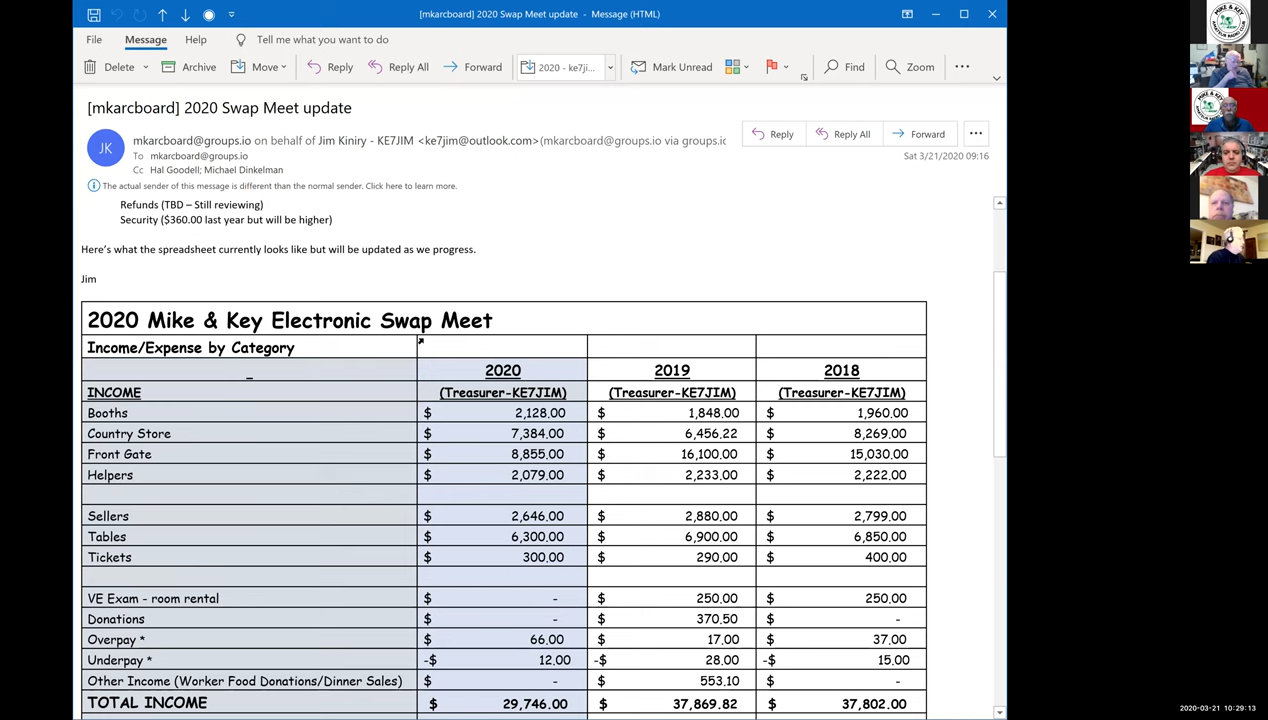 [mkarcboard] 2020 Swap Meet update - Message (HTML)
File Message Help Tell me what you want to do
Delete Archive Move Reply Reply All Forward 2020 - ke7ji... Mark Unread Find Zoom
[mkarcboard] 2020 Swap Meet update
mkarcboard@groups.io on behalf of Jim Kiniry - KE7JIM <ke7jim@outlook.com>(mkarcboard@groups.io via groups.ic
Reply Reply All Forward
To mkarcboard@groups.io
Sat 3/21/2020 09:16
Cc Hal Goodell; Michael Dinkelman
The actual sender of this message is different than the normal sender. Click here to learn more.
Refunds (TBD – Still reviewing)
Security ($360.00 last year but will be higher)
Here's what the spreadsheet currently looks like but will be updated as we progress.
Jim
2020 Mike & Key Electronic Swap Meet
Income/Expense by Category
2020 2019 2018
INCOME (Treasurer-KE7JIM) (Treasurer-KE7JIM) (Treasurer-KE7JIM)
Booths $ 2,128.00 $ 1,848.00 $ 1,960.00
Country Store $ 7,384.00 $ 6,456.22 $ 8,269.00
Front Gate $ 8,855.00 $ 16,100.00 $ 15,030.00
Helpers $ 2,079.00 $ 2,233.00 $ 2,222.00
Sellers $ 2,646.00 $ 2,880.00 $ 2,799.00
Tables $ 6,300.00 $ 6,900.00 $ 6,850.00
Tickets $ 300.00 $ 290.00 $ 400.00
VE Exam - room rental $ - $ 250.00 $ 250.00
Donations $ - $ 370.50 $ -
Overpay * $ 66.00 $ 17.00 $ 37.00
Underpay * -$ 12.00 -$ 28.00 -$ 15.00
Other Income (Worker Food Donations/Dinner Sales) $ - $ 553.10 $ -
TOTAL INCOME $ 29,746.00 $ 37,869.82 $ 37,802.00
JK
MIKE & KEY
AMATEUR RADIO CLUB
MIKE & KEY
2020-03-21 10:29:13